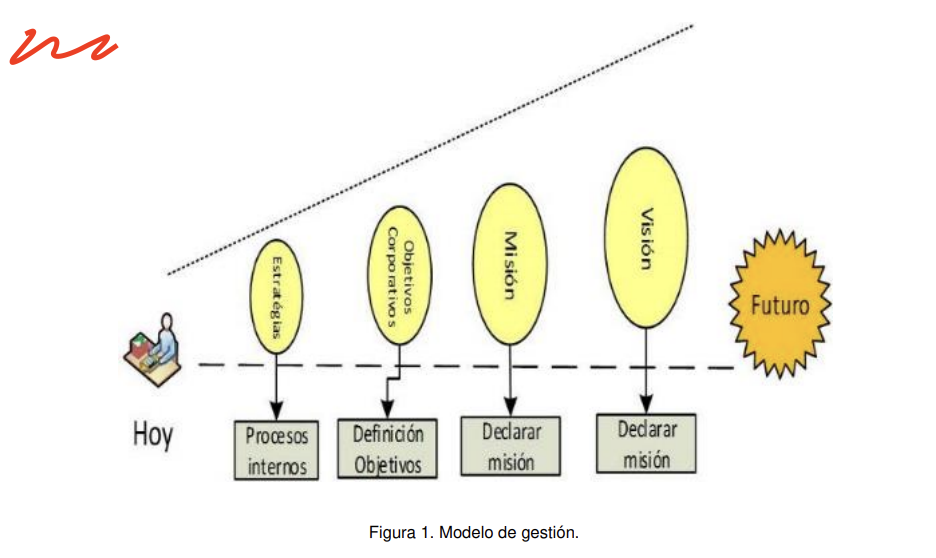 Estratégias
Objetivos
Corporativos
Misión
Visión
Futuro
Hoy
Procesos
internos
Definición
Objetivos
Declarar
misión
Declarar
misión
Figura 1. Modelo de gestión.